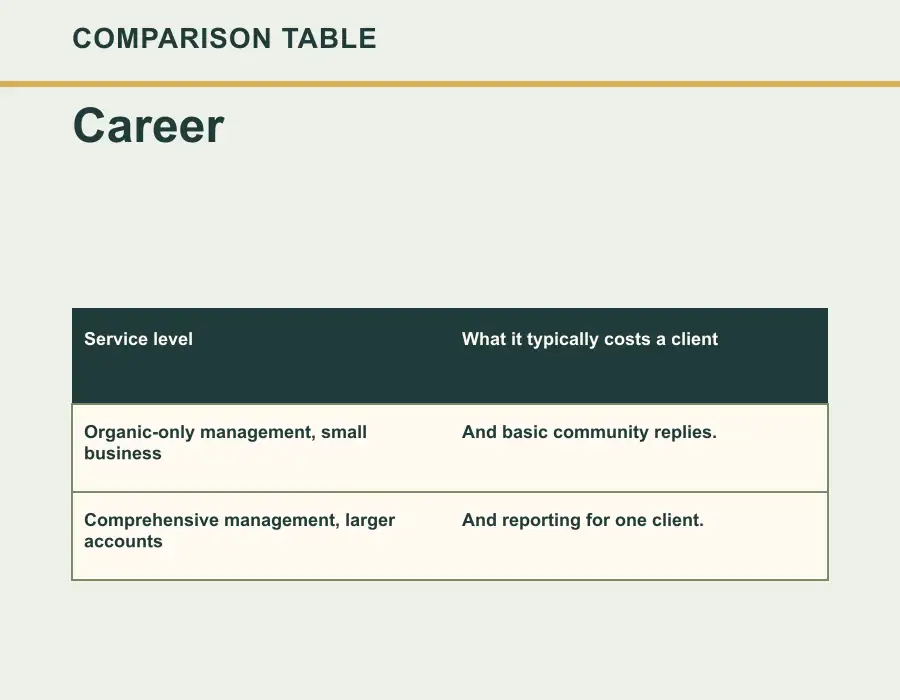 COMPARISON TABLE
Career
Service level
What it typically costs a client
Organic-only management, small
business
And basic community replies.
Comprehensive management, larger
accounts
And reporting for one client.